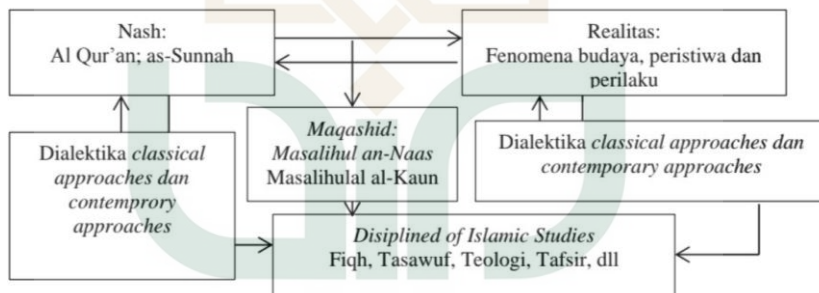 Nash:
Al Qur'an; as-Sunnah
Realitas:
Fenomena budaya, peristiwa dan
perilaku
Dialektika classical
approaches dan
contemprory
approaches
Maqashid:
Masalihul an-Naas
Masalihulal al-Kaun
Dialektika classical approaches dan
contemporary approaches
Disiplined of Islamic Studies
Fiqh, Tasawuf, Teologi, Tafsir, dll